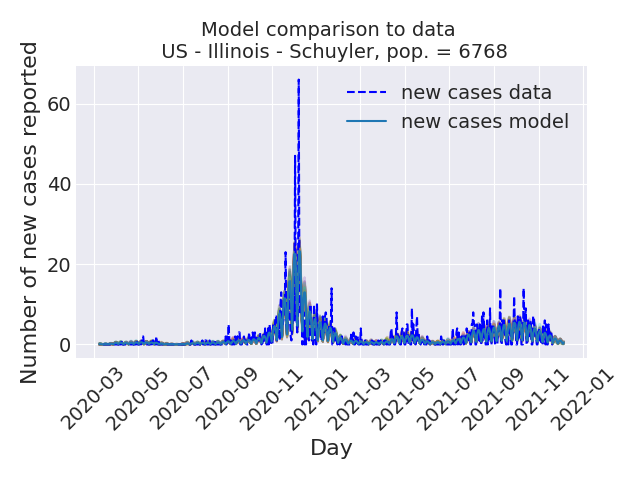 Model comparison to data
US - Illinois - Schuyler, pop. = 6768
Number of new cases reported
60
40
20
0
new cases data
new cases model
2020-03
2020-05
2020-07
2020-09
2020-11
2021-01
2021-03
2021-05
2021-07
2021-09
2021-11
2022-01
Day